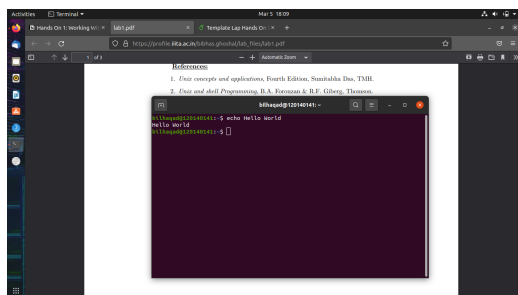 Activities Terminal Mar 5 18:09
Hands On 1: Working Wi × lab1.pdf × Template Lap Hands On 1 × +
https://profile.iiita.ac.in/bibhas.ghoshal/lab_files/lab1.pdf
1 of 3 Automatic Zoom
References:
1. Unix concepts and applications, Fourth Edition, Sumitabha Das, TMH.
2. Unix and shell Programming, B.A. Forouzan & R.F. Giberg, Thomson,
bilhaqad@120140141: ~
bilhaqad@120140141:~$ echo Hello World
Hello World
bilhaqad@120140141:~$